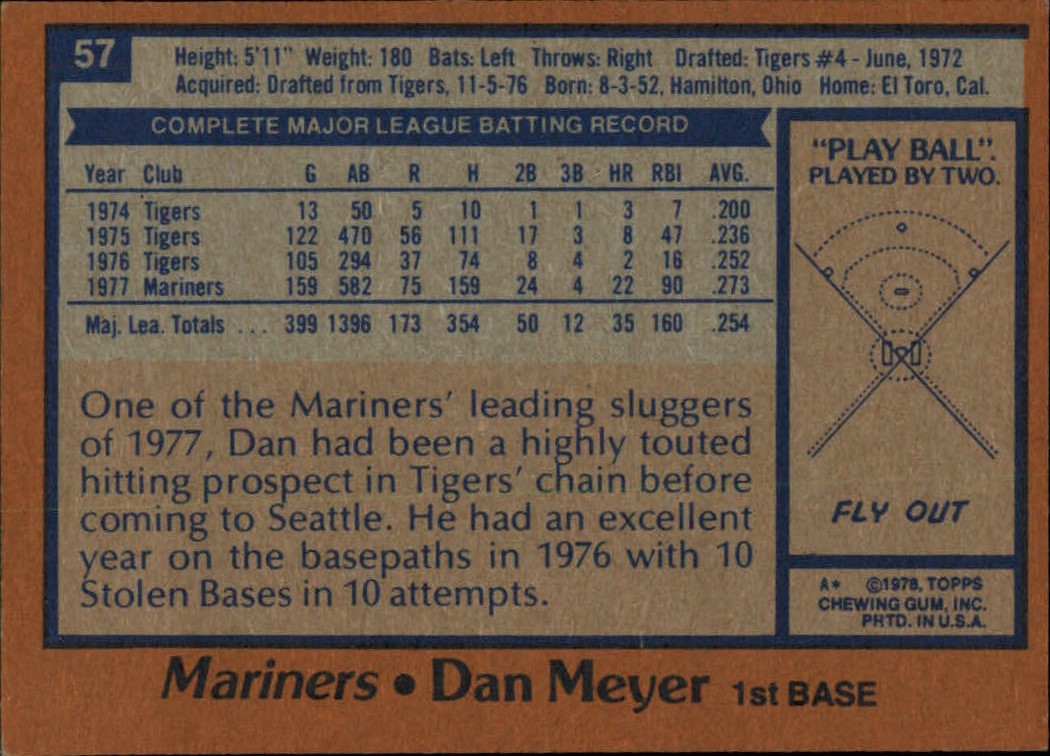 57
Height: 5'11" Weight: 180 Bats: Left Throws: Right Drafted: Tigers #4 - June, 1972
Acquired: Drafted from Tigers, 11-5-76 Born: 8-3-52, Hamilton, Ohio Home: El Toro, Cal.
COMPLETE MAJOR LEAGUE BATTING RECORD
Year Club G AB R H 2B 3B HR RBI AVG.
1974 Tigers 13 50 5 10 1 1 3 7 .200
1975 Tigers 122 470 56 111 17 3 8 47 .236
1976 Tigers 105 294 37 74 8 4 2 16 .252
1977 Mariners 159 582 75 159 24 4 22 90 .273
Maj. Lea. Totals ... 399 1396 173 354 50 12 35 160 .254
One of the Mariners' leading sluggers
of 1977, Dan had been a highly touted
hitting prospect in Tigers' chain before
coming to Seattle. He had an excellent
year on the basepaths in 1976 with 10
Stolen Bases in 10 attempts.
"PLAY BALL".
PLAYED BY TWO.
FLY OUT
A* ©1978, TOPPS
CHEWING GUM, INC.
PRTD. IN U.S.A.
Mariners • Dan Meyer 1st BASE